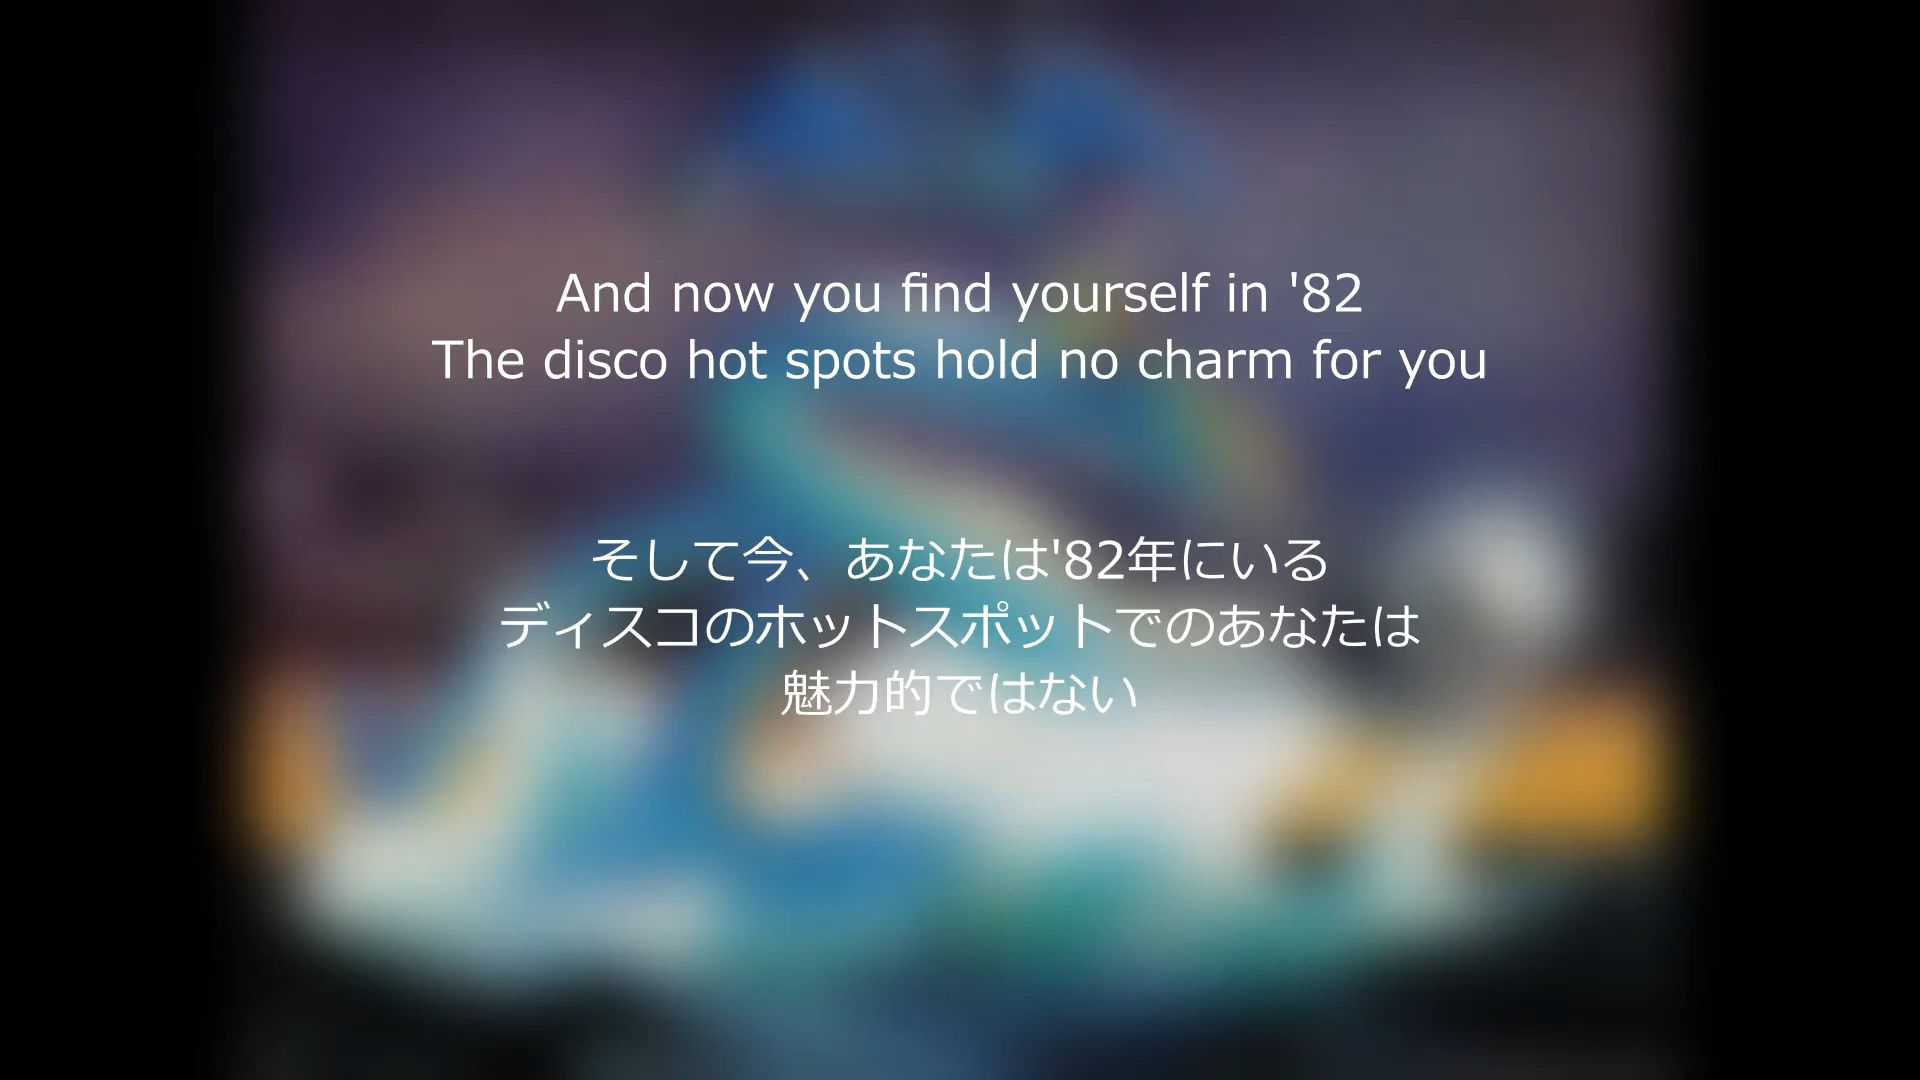 And now you find yourself in '82
The disco hot spots hold no charm for you
そして今、あなたは'82年にいる
ディスコのホットスポットでのあなたは
魅力的ではない